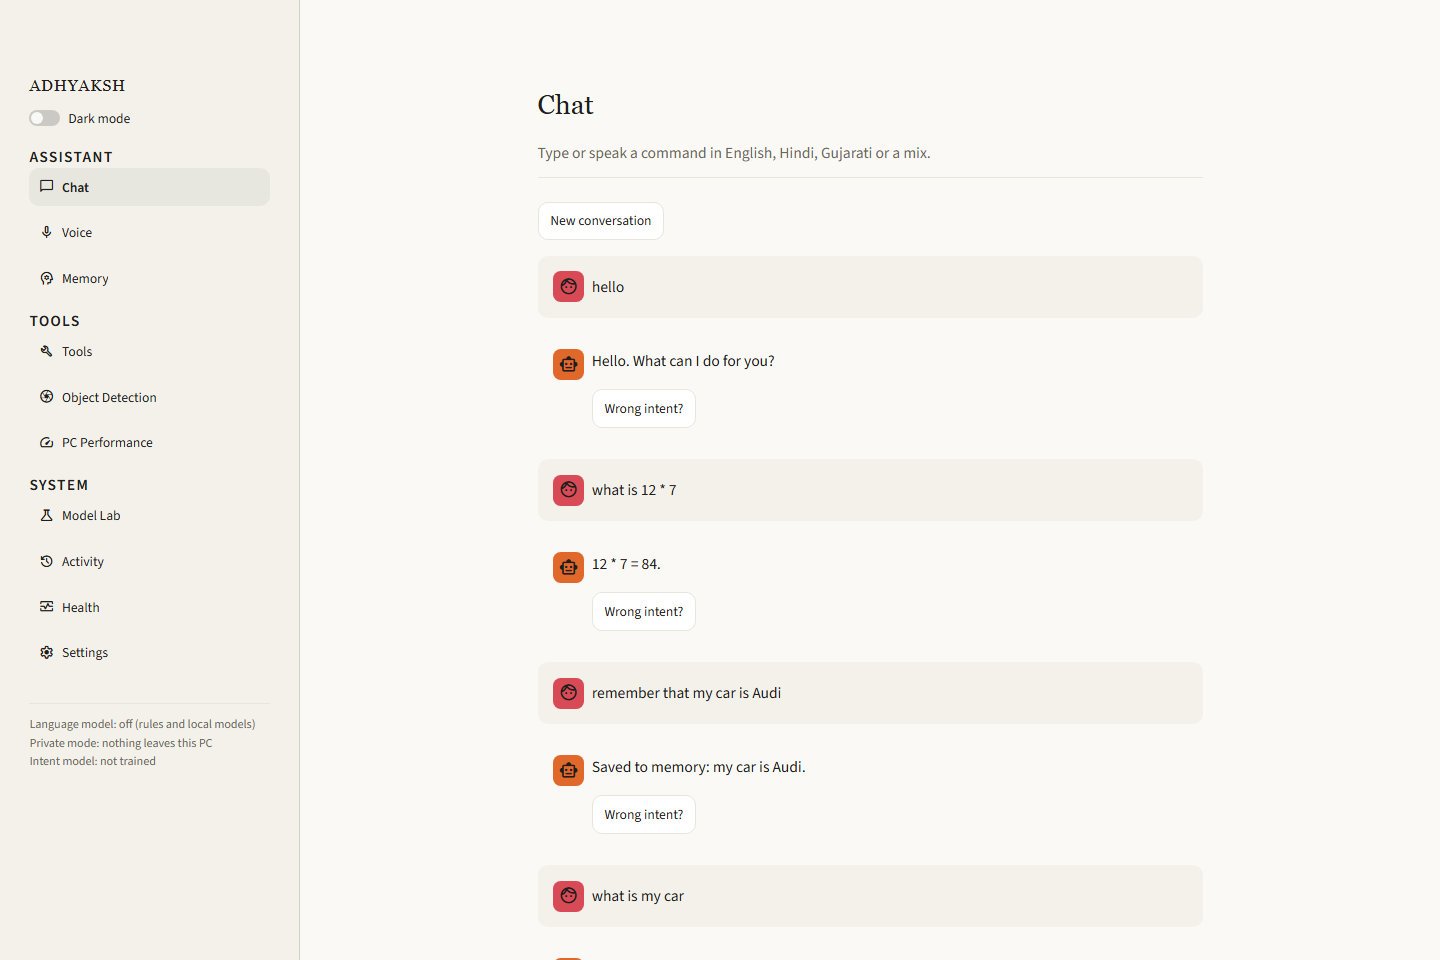 ADHYAKSH
Dark mode
ASSISTANT
Chat
Voice
Memory
TOOLS
Tools
Object Detection
PC Performance
SYSTEM
Model Lab
Activity
Health
Settings
Language model: off (rules and local models)
Private mode: nothing leaves this PC
Intent model: not trained
Chat
Type or speak a command in English, Hindi, Gujarati or a mix.
New conversation
hello
Hello. What can I do for you?
Wrong intent?
what is 12 * 7
12 * 7 = 84.
Wrong intent?
remember that my car is Audi
Saved to memory: my car is Audi.
Wrong intent?
what is my car